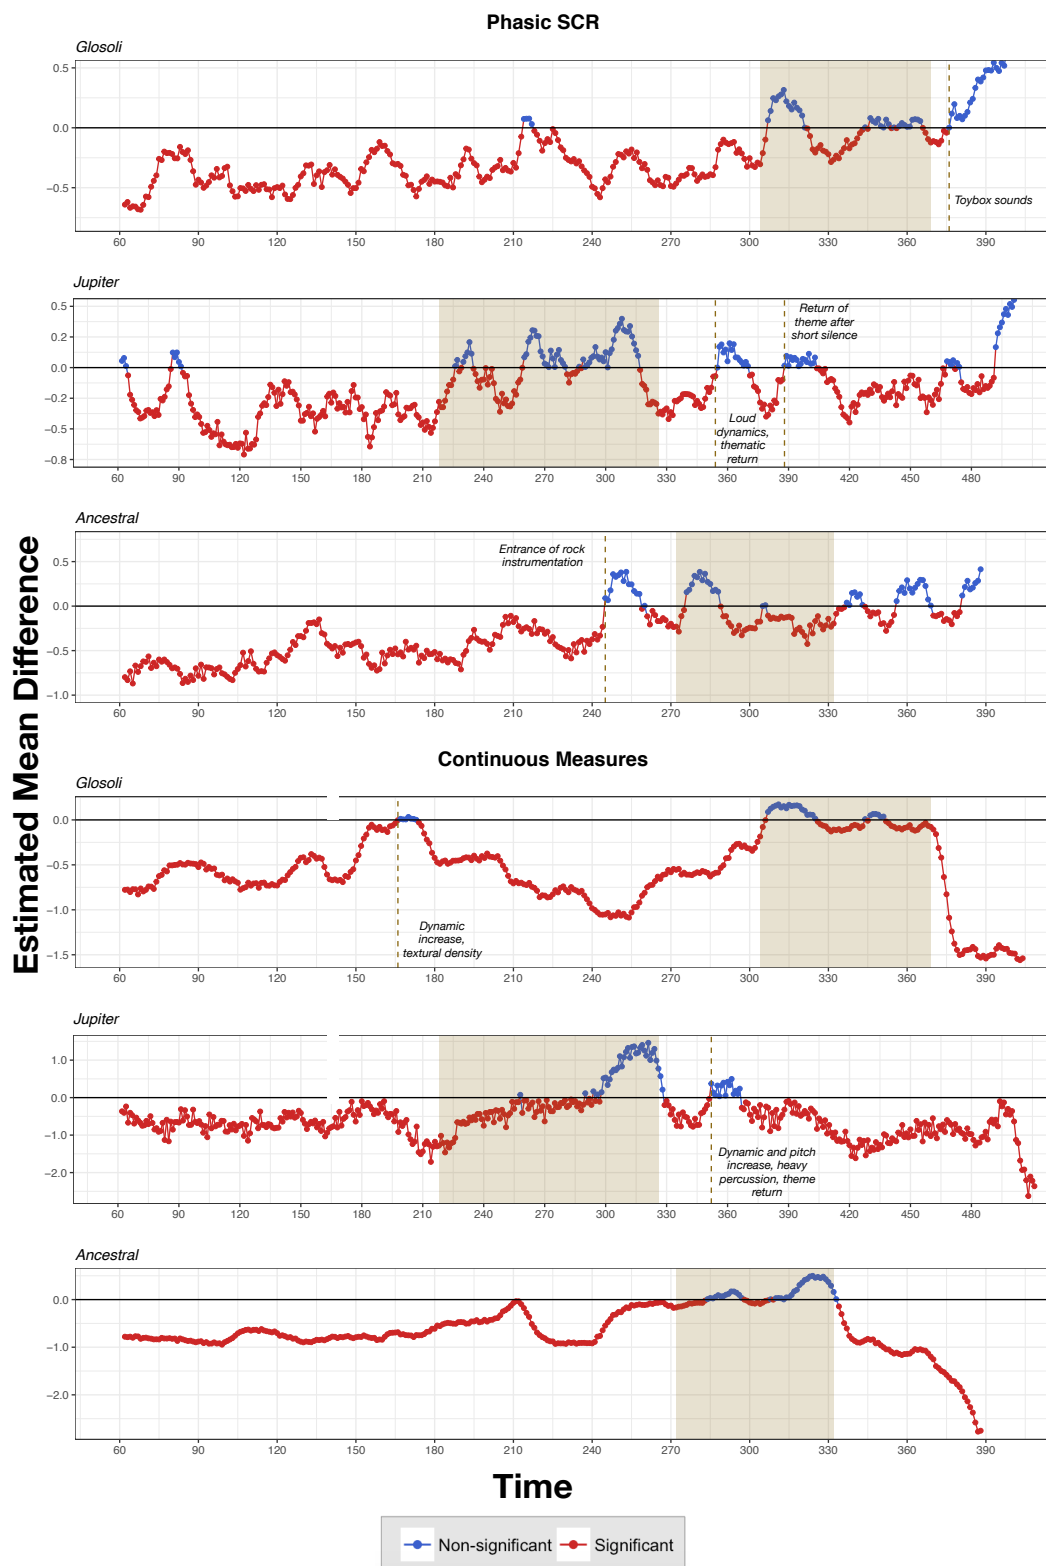 Phasic SCR
Glosoli
0.5
0.0
−0.5
Toybox sounds
60 90 120 150 180 210 240 270 300 330 360 390
Jupiter
0.5
0.2
0.0
−0.2
−0.5
−0.8
Return of
theme after
short silence
Loud
dynamics,
thematic
return
60 90 120 150 180 210 240 270 300 330 360 390 420 450 480
Ancestral
0.5
0.0
−0.5
−1.0
Entrance of rock
instrumentation
60 90 120 150 180 210 240 270 300 330 360 390
Estimated Mean Difference
Continuous Measures
Glosoli
0.0
−0.5
−1.0
−1.5
Dynamic
increase,
textural density
60 90 120 150 180 210 240 270 300 330 360 390
Jupiter
1.0
0.0
−1.0
−2.0
Dynamic and pitch
increase, heavy
percussion, theme
return
60 90 120 150 180 210 240 270 300 330 360 390 420 450 480
Ancestral
0.0
−1.0
−2.0
60 90 120 150 180 210 240 270 300 330 360 390
Time
Non−significant Significant